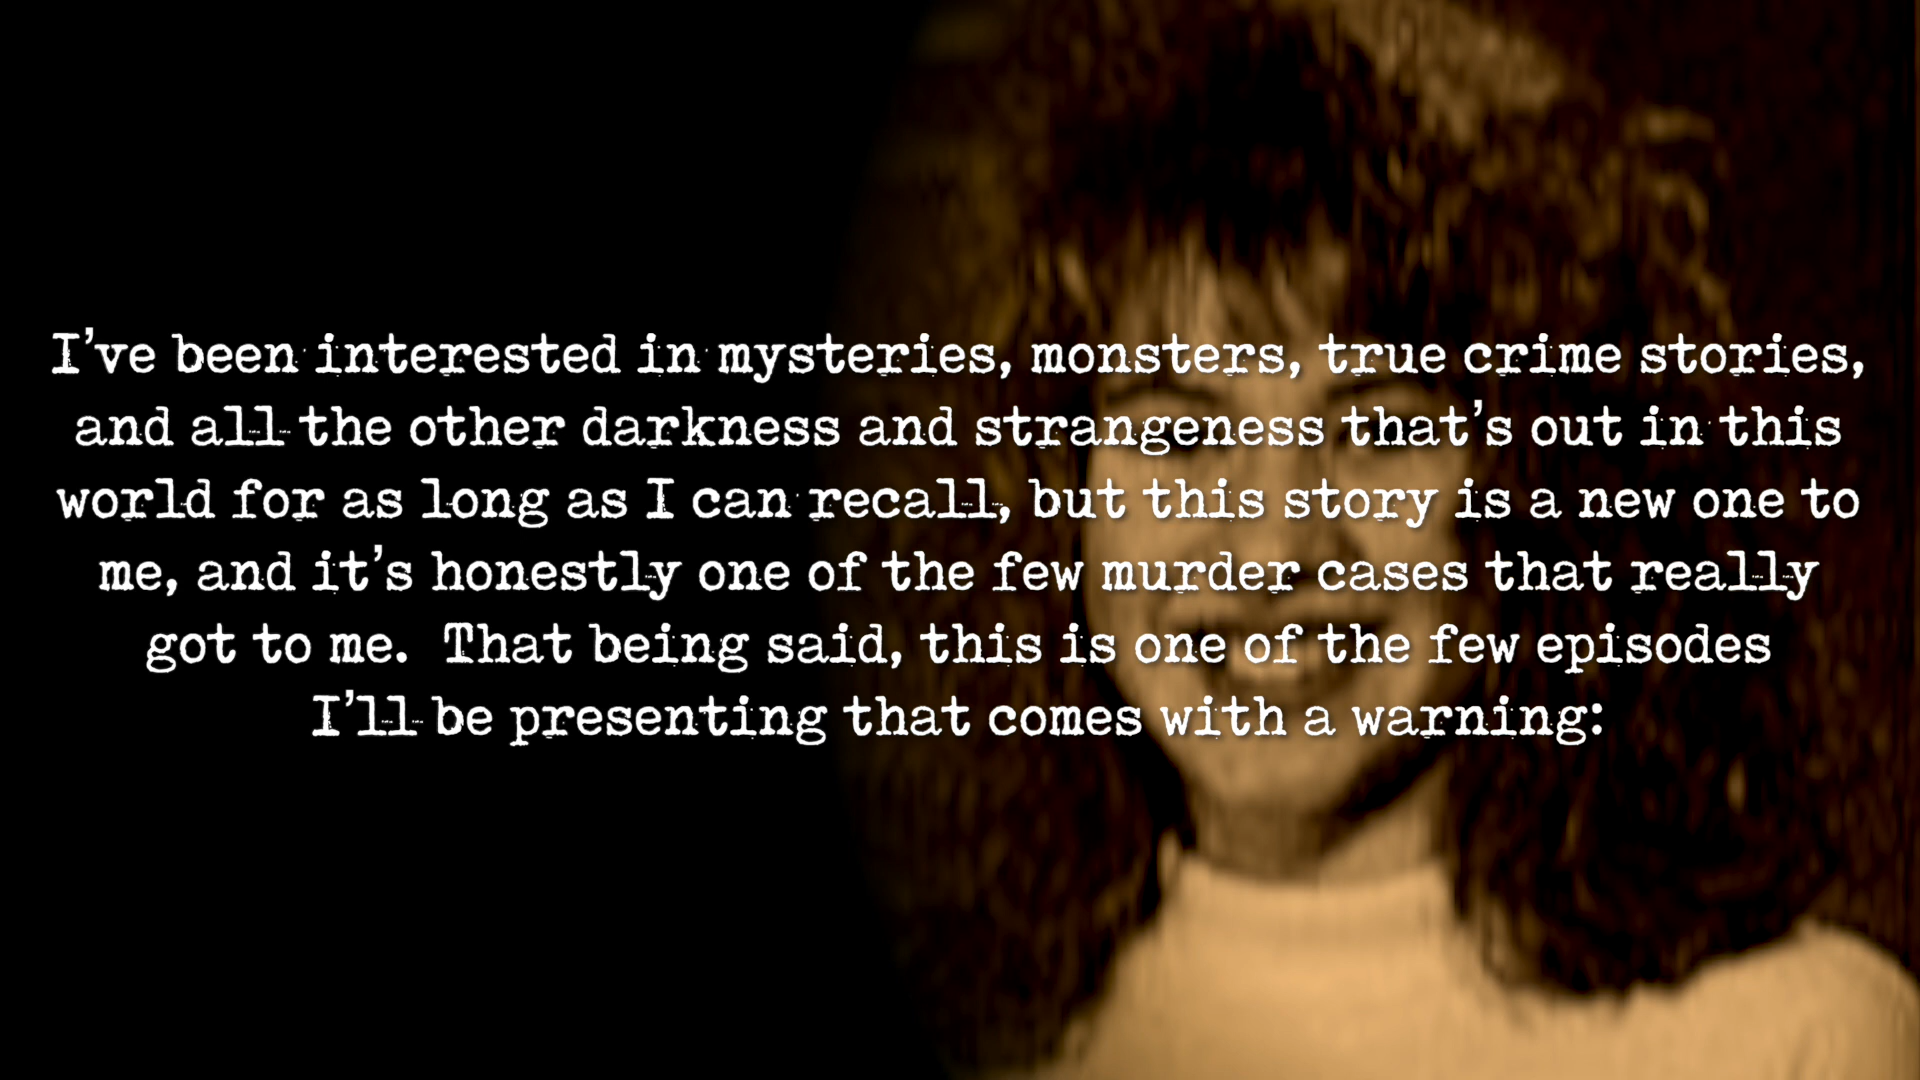 I've been interested in mysteries, monsters, true crime stories,
and all the other darkness and strangeness that's out in this
world for as long as I can recall, but this story is a new one to
me, and it's honestly one of the few murder cases that really
got to me.  That being said, this is one of the few episodes
I'll be presenting that comes with a warning: